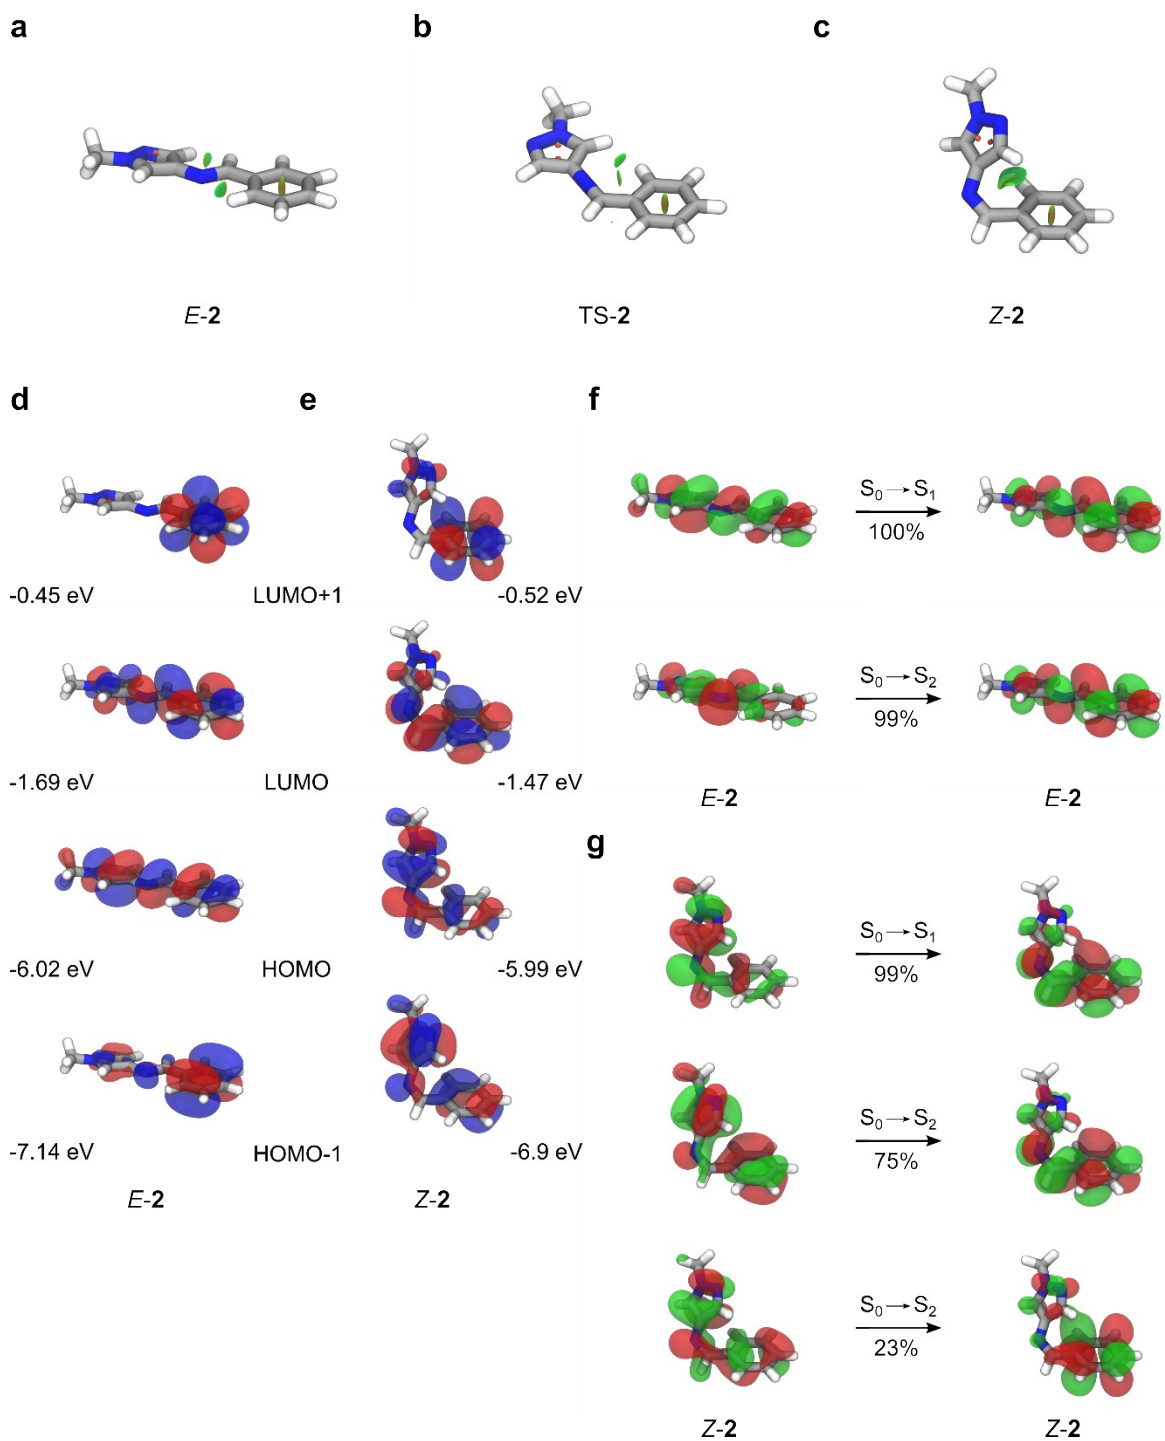 a
b
c
E-2
TS-2
Z-2
d
e
f
-0.45 eV
LUMO+1
-0.52 eV
-1.69 eV
LUMO
-1.47 eV
-6.02 eV
HOMO
-5.99 eV
-7.14 eV
HOMO-1
-6.9 eV
E-2
Z-2
S₀→S₁
100%
S₀→S₂
99%
E-2
E-2
g
S₀→S₁
99%
S₀→S₂
75%
S₀→S₂
23%
Z-2
Z-2